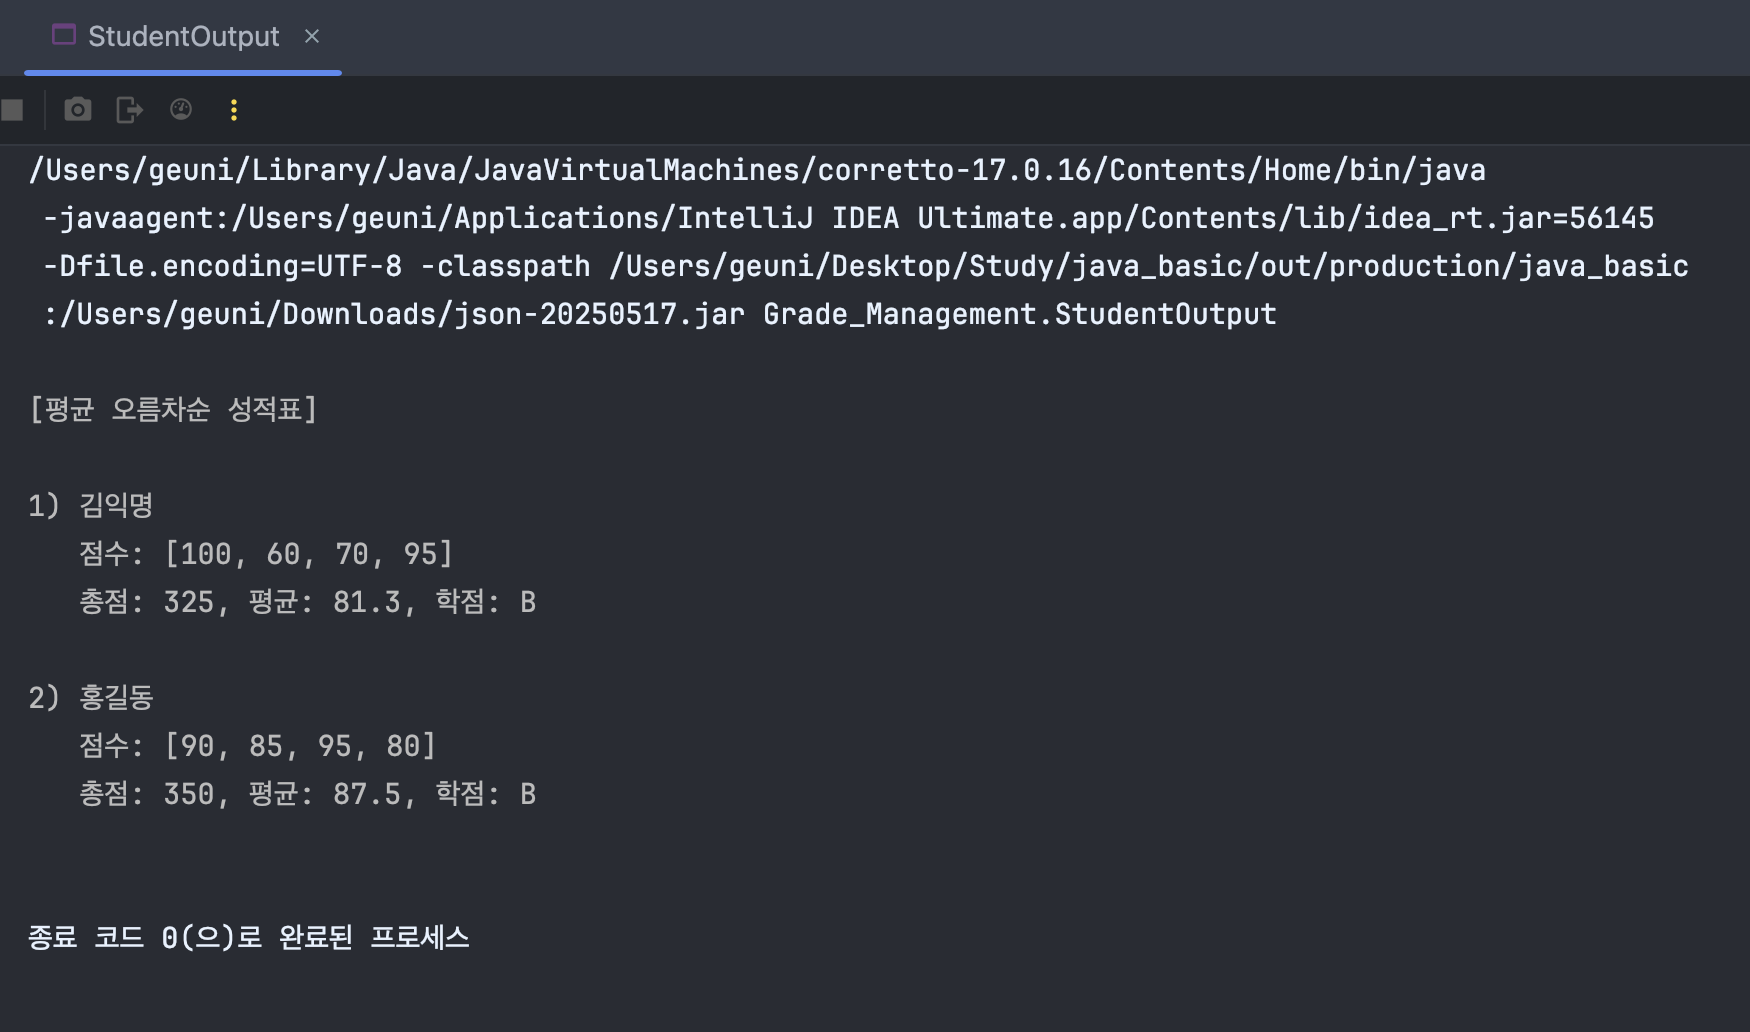 StudentOutput ×
/Users/geuni/Library/Java/JavaVirtualMachines/corretto-17.0.16/Contents/Home/bin/java
-javaagent:/Users/geuni/Applications/IntelliJ IDEA Ultimate.app/Contents/lib/idea_rt.jar=56145
-Dfile.encoding=UTF-8 -classpath /Users/geuni/Desktop/Study/java_basic/out/production/java_basic
:/Users/geuni/Downloads/json-20250517.jar Grade_Management.StudentOutput
[평균 오름차순 성적표]
1) 김익명
점수: [100, 60, 70, 95]
총점: 325, 평균: 81.3, 학점: B
2) 홍길동
점수: [90, 85, 95, 80]
총점: 350, 평균: 87.5, 학점: B
종료 코드 0(으)로 완료된 프로세스